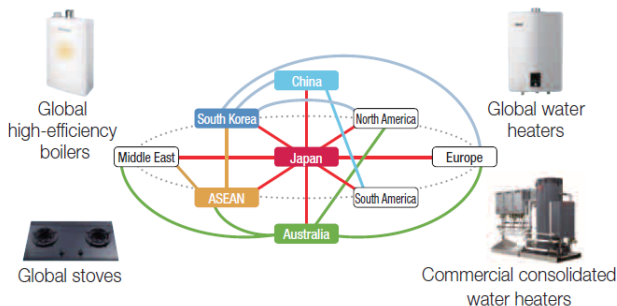 China
Global
high-efficiency
boilers
South Korea
North America
Global water
heaters
Middle East
Japan
Europe
ASEAN
South America
Australia
Global stoves
Commercial consolidated
water heaters